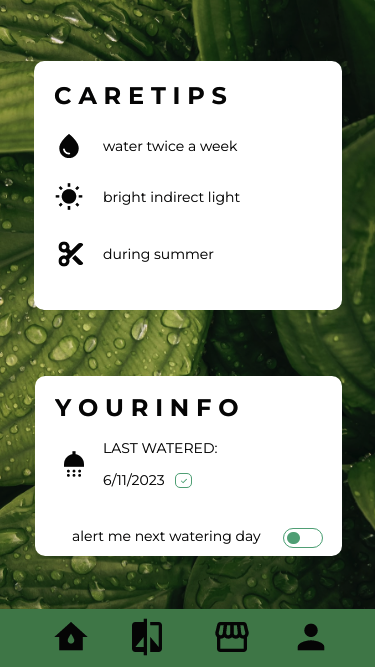 CARETIPS
water twice a week
bright indirect light
during summer
YOURINFO
LAST WATERED:
6/11/2023
alert me next watering day